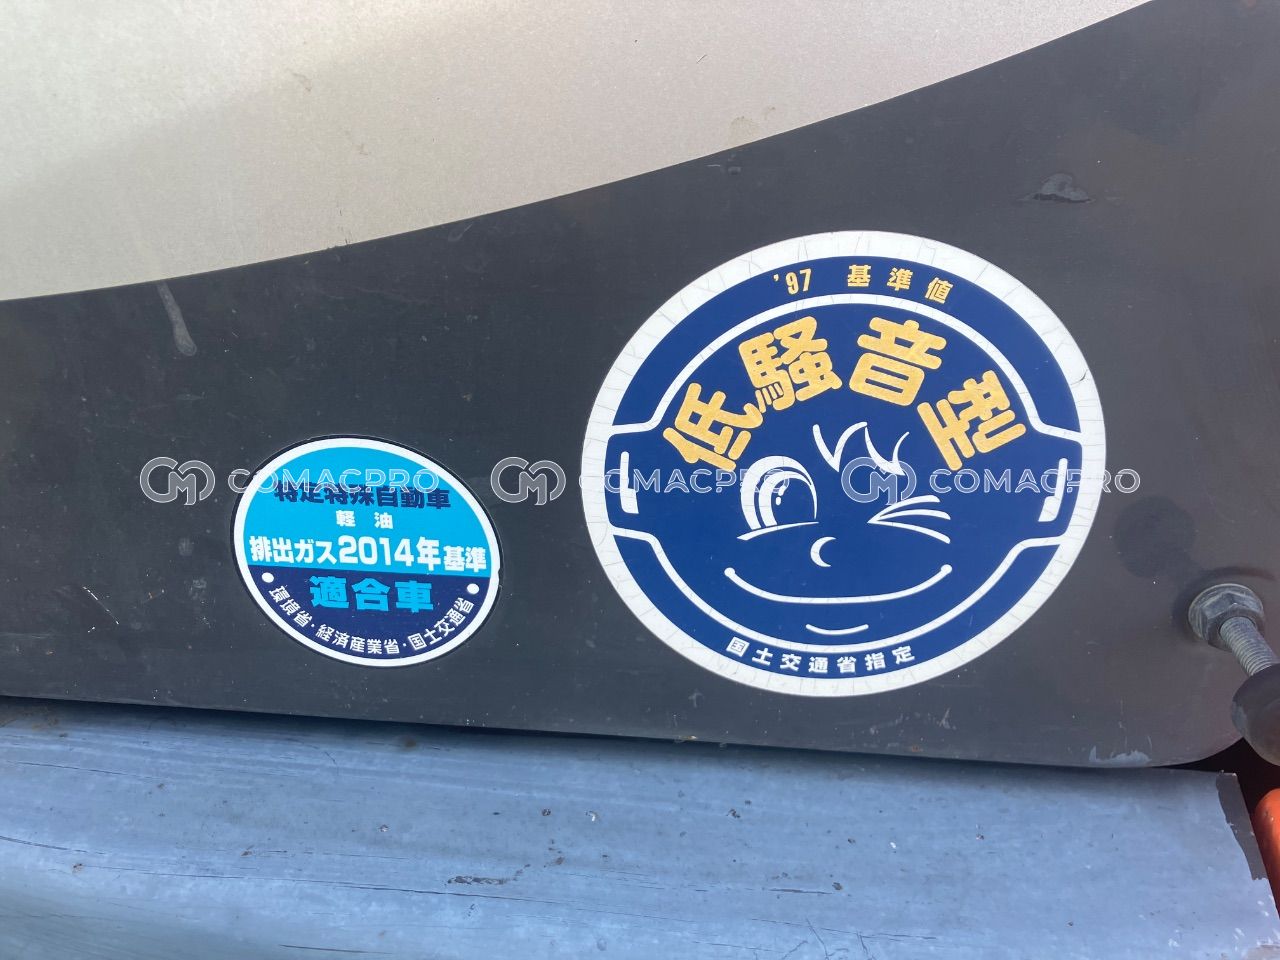 '97 基準値
低騒音型
国土交通省指定
特定特殊自動車
軽油
排出ガス2014年基準
適合車
環境省・経済産業省・国土交通省
COMACPRO COMACPRO COMACPRO